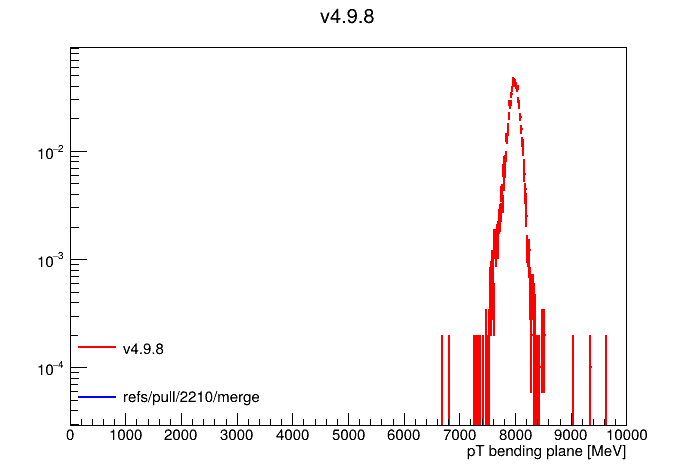 v4.9.8
10⁻²
10⁻³
10⁻⁴
v4.9.8
refs/pull/2210/merge
0 1000 2000 3000 4000 5000 6000 7000 8000 9000 10000
pT bending plane [MeV]